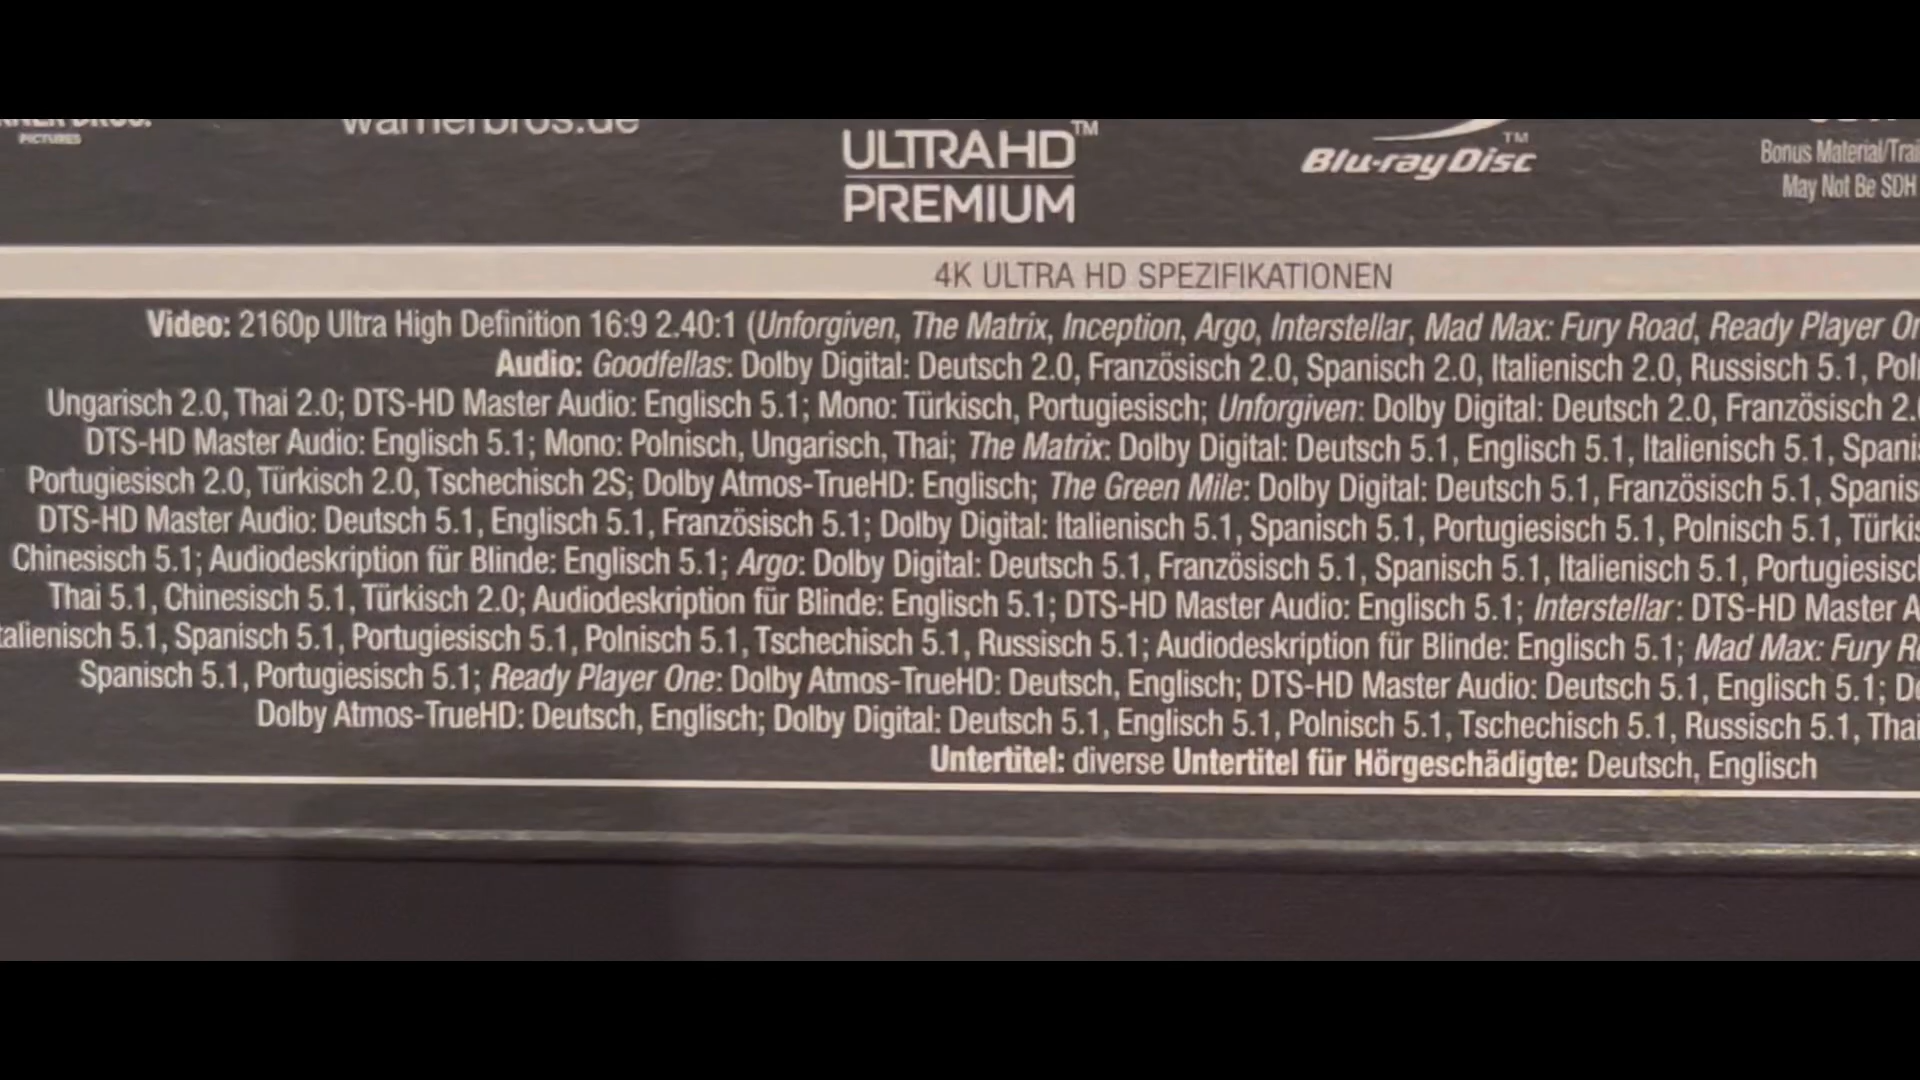 PICTURES
warnerbros.de
ULTRA HD™
PREMIUM
Blu-ray Disc™
Bonus Material/
May Not Be SDH
4K ULTRA HD SPEZIFIKATIONEN
Video: 2160p Ultra High Definition 16:9 2.40:1 (Unforgiven, The Matrix, Inception, Argo, Interstellar, Mad Max: Fury Road, Ready Player
Audio: Goodfellas: Dolby Digital: Deutsch 2.0, Französisch 2.0, Spanisch 2.0, Italienisch 2.0, Russisch 5.1,
Ungarisch 2.0, Thai 2.0; DTS-HD Master Audio: Englisch 5.1; Mono: Türkisch, Portugiesisch; Unforgiven: Dolby Digital: Deutsch 2.0, Französisch
DTS-HD Master Audio: Englisch 5.1; Mono: Polnisch, Ungarisch, Thai; The Matrix: Dolby Digital: Deutsch 5.1, Englisch 5.1, Italienisch 5.1,
Portugiesisch 2.0, Türkisch 2.0, Tschechisch 2S; Dolby Atmos-TrueHD: Englisch; The Green Mile: Dolby Digital: Deutsch 5.1, Französisch 5.1,
DTS-HD Master Audio: Deutsch 5.1, Englisch 5.1, Französisch 5.1; Dolby Digital: Italienisch 5.1, Spanisch 5.1, Portugiesisch 5.1, Polnisch 5.1,
Chinesisch 5.1; Audiodeskription für Blinde: Englisch 5.1; Argo: Dolby Digital: Deutsch 5.1, Französisch 5.1, Spanisch 5.1, Italienisch 5.1,
Thai 5.1, Chinesisch 5.1, Türkisch 2.0; Audiodeskription für Blinde: Englisch 5.1; DTS-HD Master Audio: Englisch 5.1; Interstellar: DTS-HD Master
talienisch 5.1, Spanisch 5.1, Portugiesisch 5.1, Polnisch 5.1, Tschechisch 5.1, Russisch 5.1; Audiodeskription für Blinde: Englisch 5.1; Mad Max: Fury
Spanisch 5.1, Portugiesisch 5.1; Ready Player One: Dolby Atmos-TrueHD: Deutsch, Englisch; DTS-HD Master Audio: Deutsch 5.1, Englisch 5.1;
Dolby Atmos-TrueHD: Deutsch, Englisch; Dolby Digital: Deutsch 5.1, Englisch 5.1, Polnisch 5.1, Tschechisch 5.1, Russisch 5.1, Thai
Untertitel: diverse Untertitel für Hörgeschädigte: Deutsch, Englisch